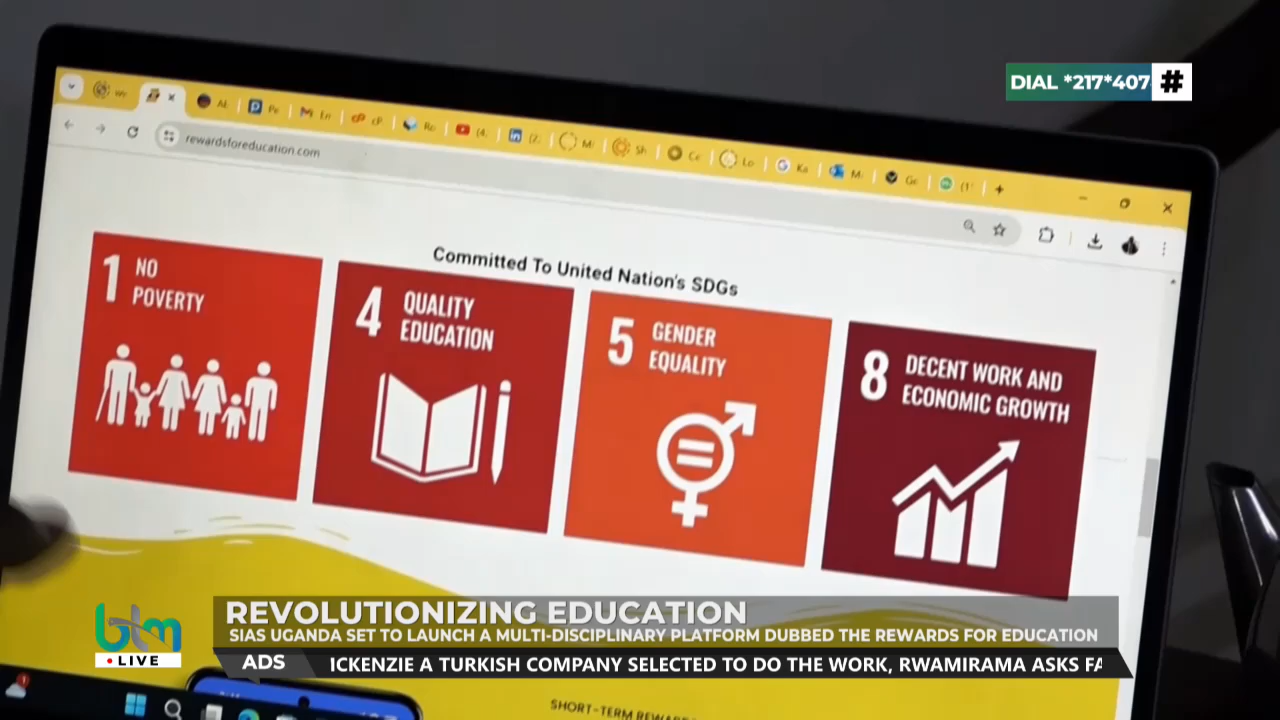 DIAL *217*407 #
rewardsforeducation.com
Committed To United Nation's SDGs
1 NO POVERTY
4 QUALITY EDUCATION
5 GENDER EQUALITY
8 DECENT WORK AND ECONOMIC GROWTH
btm
• LIVE
REVOLUTIONIZING EDUCATION
SIAS UGANDA SET TO LAUNCH A MULTI-DISCIPLINARY PLATFORM DUBBED THE REWARDS FOR EDUCATION
ADS
ICKENZIE A TURKISH COMPANY SELECTED TO DO THE WORK, RWAMIRAMA ASKS FA
SHORT-TERM